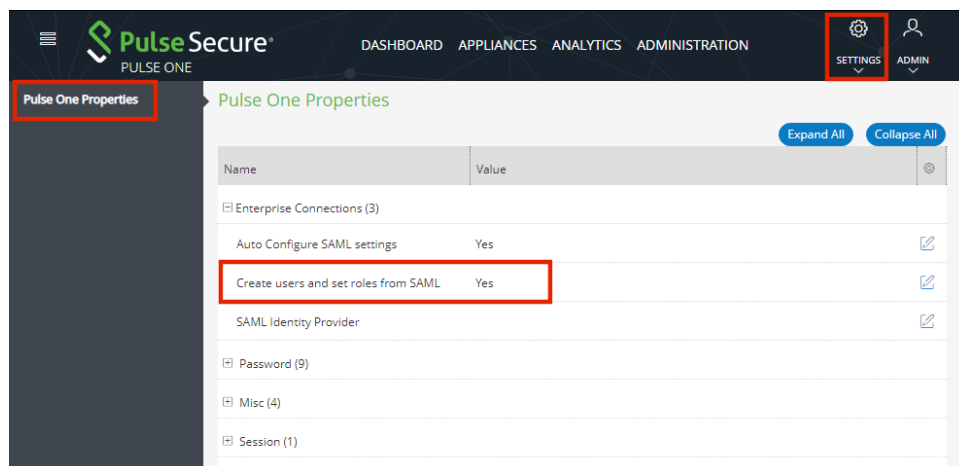 Pulse Secure®
PULSE ONE
DASHBOARD APPLIANCES ANALYTICS ADMINISTRATION
SETTINGS
ADMIN
Pulse One Properties
Pulse One Properties
Expand All Collapse All
Name Value
Enterprise Connections (3)
Auto Configure SAML settings Yes
Create users and set roles from SAML Yes
SAML Identity Provider
Password (9)
Misc (4)
Session (1)